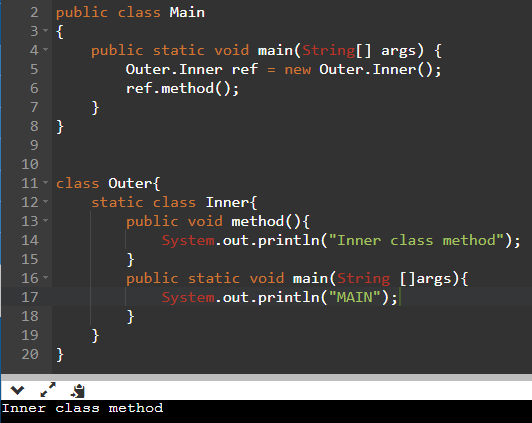 2 public class Main
3 {
4     public static void main(String[] args) {
5         Outer.Inner ref = new Outer.Inner();
6         ref.method();
7     }
8 }
9
10
11 class Outer{
12     static class Inner{
13         public void method(){
14             System.out.println("Inner class method");
15         }
16         public static void main(String []args){
17             System.out.println("MAIN");
18         }
19     }
20 }
Inner class method